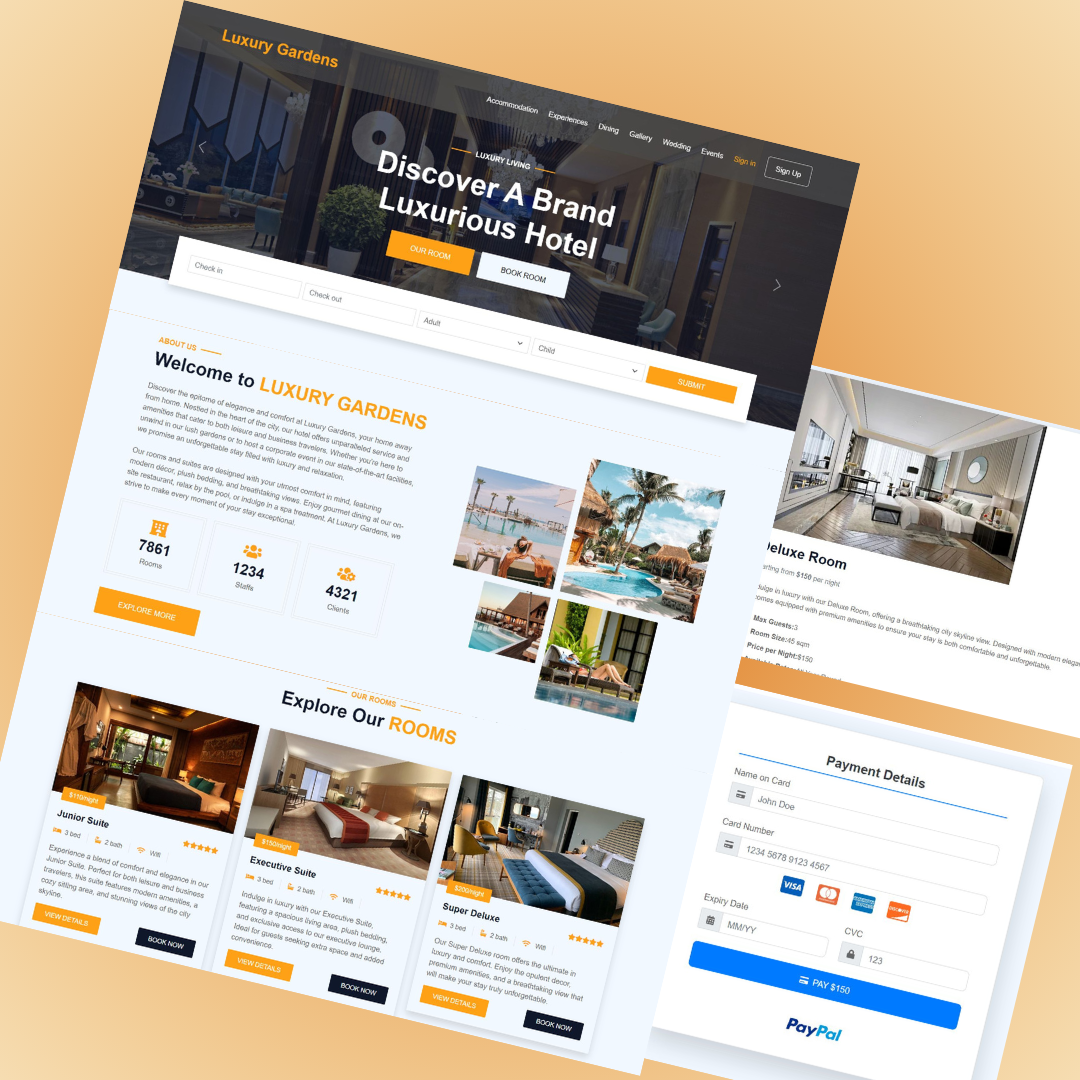 Luxury Gardens
Accommodation Experiences Dining Gallery Wedding Events Sign in Sign Up
LUXURY LIVING
Discover A Brand
Luxurious Hotel
OUR ROOM BOOK ROOM
Check in Check out Adult Child SUBMIT
ABOUT US
Welcome to LUXURY GARDENS
Discover the epitome of elegance and comfort at Luxury Gardens, your home away
from home. Nestled in the heart of the city, our hotel offers unparalleled service and
amenities that cater to both leisure and business travelers. Whether you're here to
unwind in our lush gardens or to host a corporate event in our state-of-the-art facilities,
we promise an unforgettable stay filled with luxury and relaxation.
Our rooms and suites are designed with your utmost comfort in mind, featuring
modern décor, plush bedding, and breathtaking views. Enjoy gourmet dining at our on-
site restaurant, relax by the pool, or indulge in a spa treatment. At Luxury Gardens, we
strive to make every moment of your stay exceptional.
7861
Rooms
1234
Staffs
4321
Clients
EXPLORE MORE
OUR ROOMS
Explore Our ROOMS
$110/night
Junior Suite
3 bed 2 bath Wifi
Experience a blend of comfort and elegance in our
Junior Suite. Perfect for both leisure and business
travelers, this suite features modern amenities, a
cozy sitting area, and stunning views of the city
skyline.
VIEW DETAILS BOOK NOW
$150/night
Executive Suite
3 bed 2 bath Wifi
Indulge in luxury with our Executive Suite,
featuring a spacious living area, plush bedding,
and exclusive access to our executive lounge.
Ideal for guests seeking extra space and added
convenience.
VIEW DETAILS BOOK NOW
$200/night
Super Deluxe
3 bed 2 bath Wifi
Our Super Deluxe room offers the ultimate in
luxury and comfort. Enjoy the opulent decor,
premium amenities, and a breathtaking view that
will make your stay truly unforgettable.
VIEW DETAILS BOOK NOW
Deluxe Room
arting from $150 per night
dulge in luxury with our Deluxe Room, offering a breathtaking city skyline view. Designed with modern elegan
omes equipped with premium amenities to ensure your stay is both comfortable and unforgettable.
Max Guests:3
Room Size:45 sqm
Price per Night:$150
Payment Details
Name on Card
John Doe
Card Number
1234 5678 9123 4567
VISA MasterCard AMERICAN EXPRESS DISCOVER
Expiry Date CVC
MM/YY 123
PAY $150
PayPal